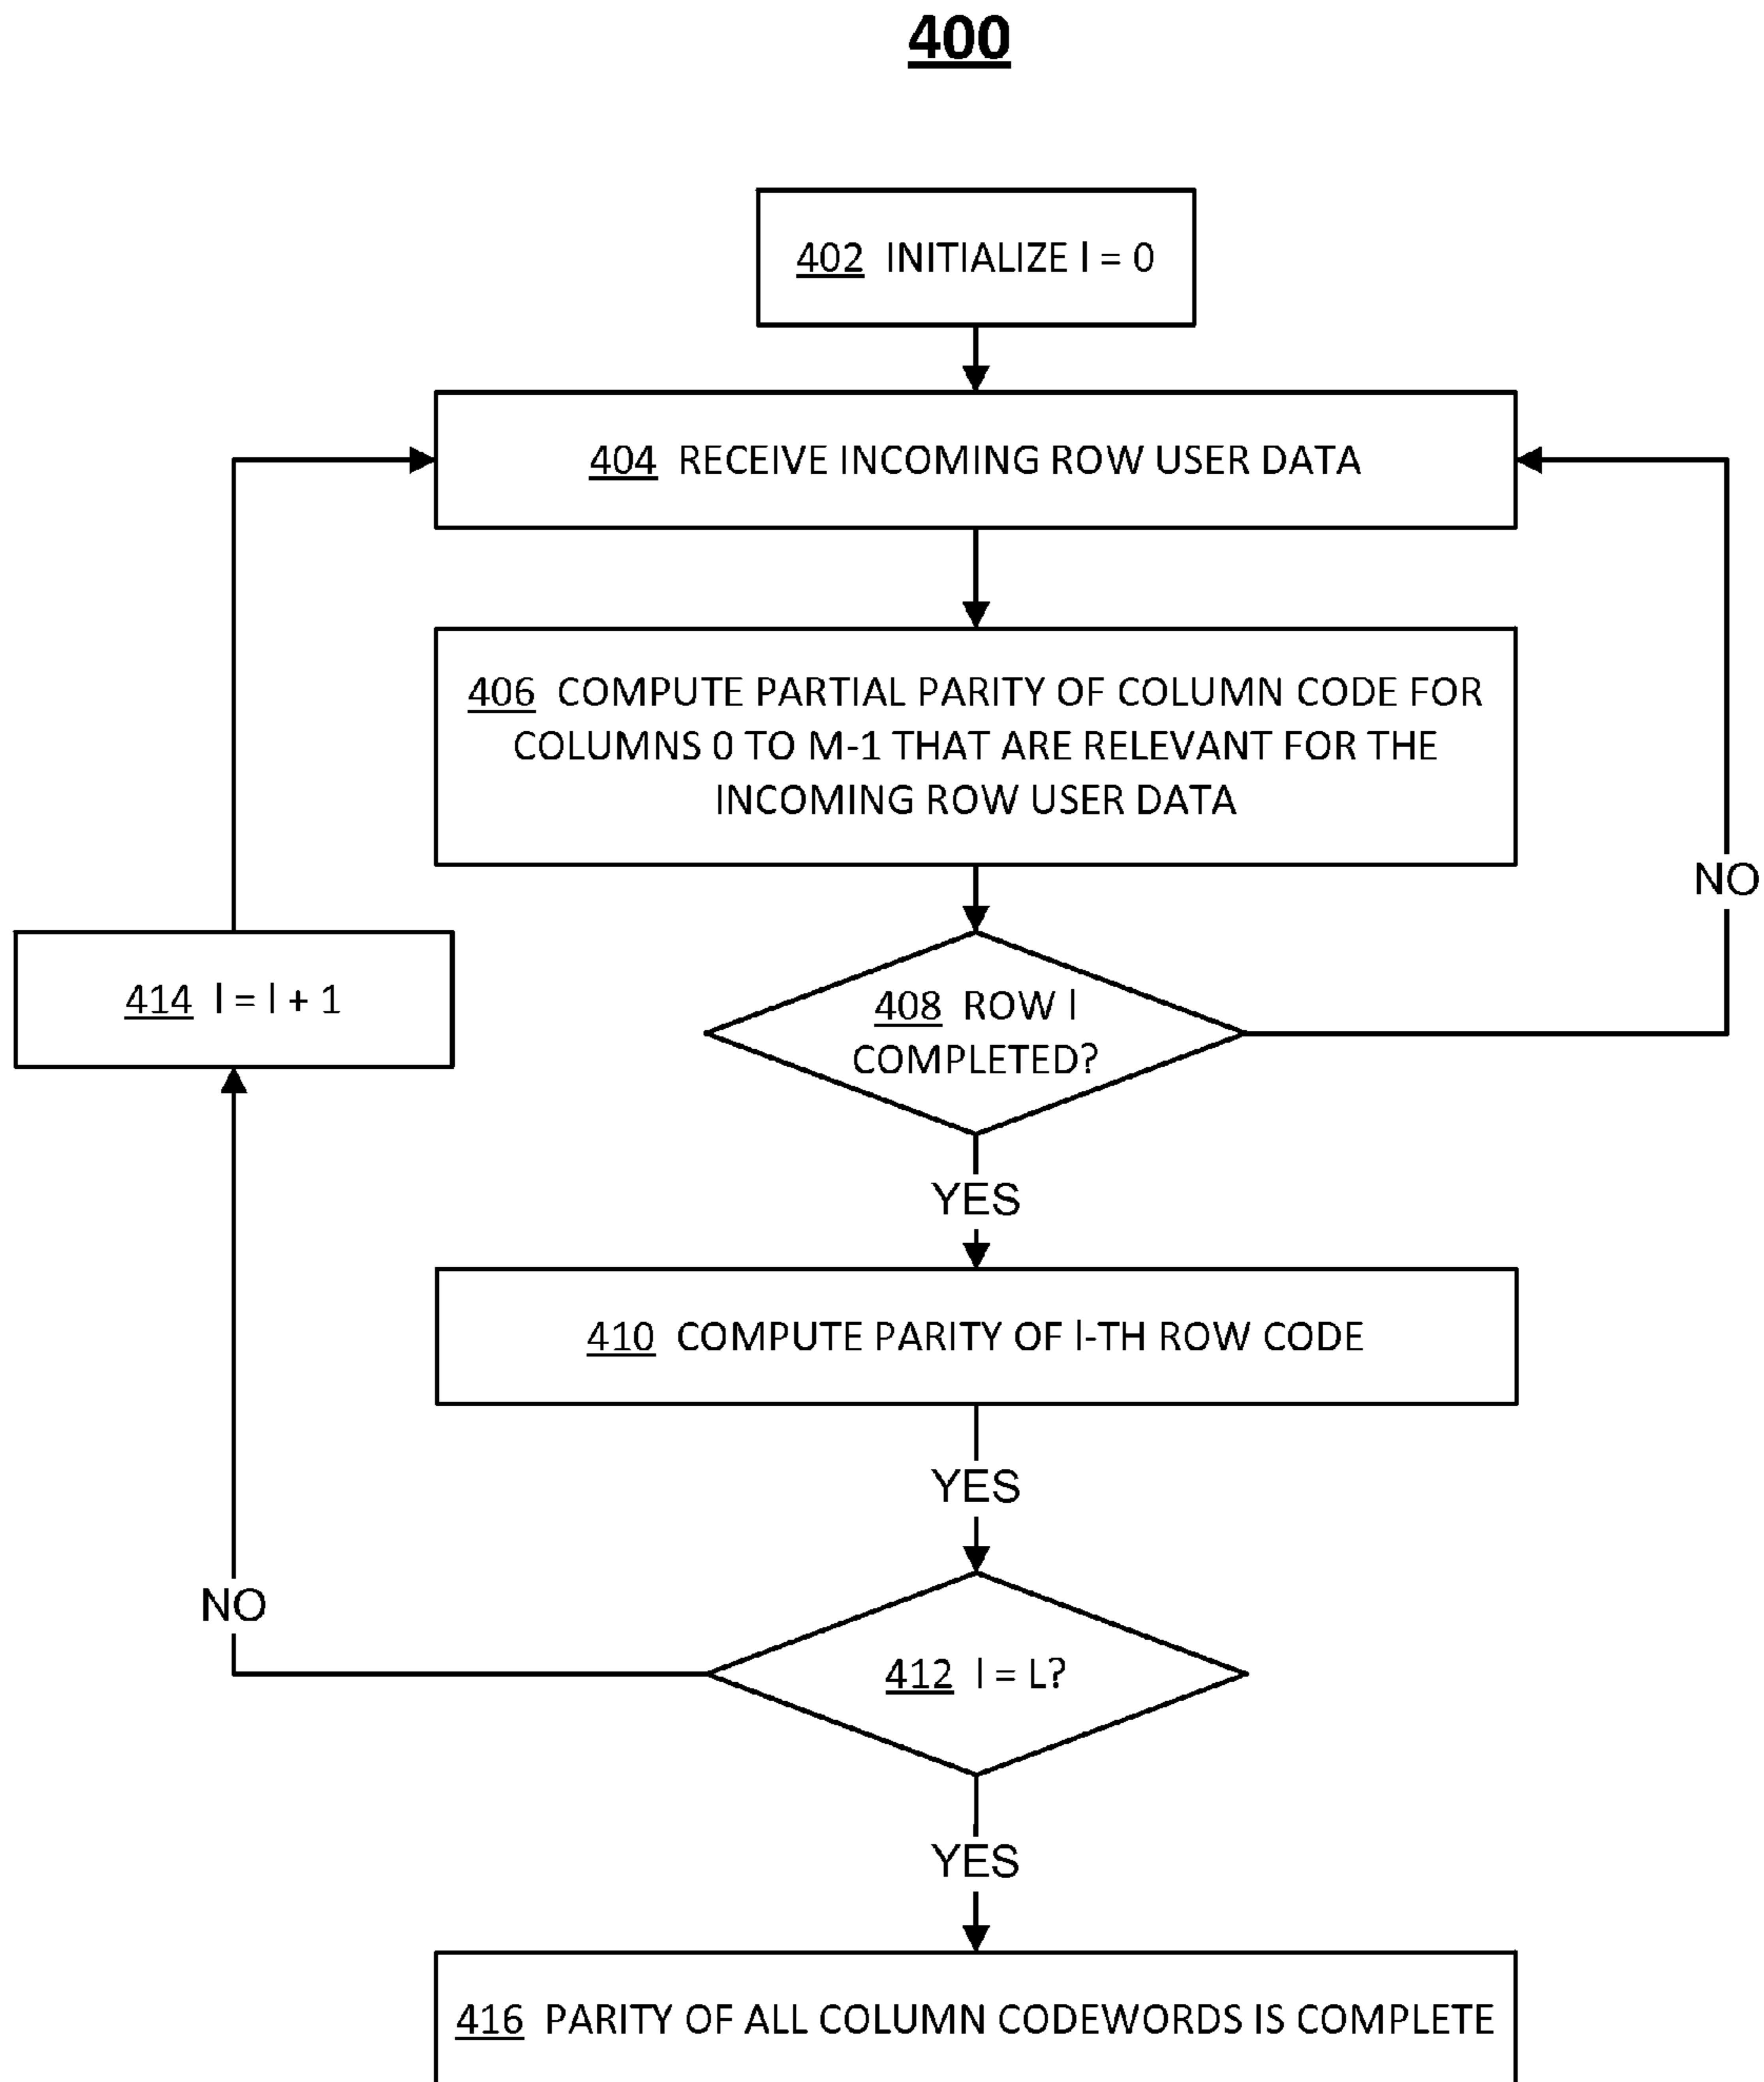 400
402 INITIALIZE l = 0
404 RECEIVE INCOMING ROW USER DATA
406 COMPUTE PARTIAL PARITY OF COLUMN CODE FOR
COLUMNS 0 TO M-1 THAT ARE RELEVANT FOR THE
INCOMING ROW USER DATA
NO
414 l = l + 1
408 ROW l
COMPLETED?
YES
410 COMPUTE PARITY OF l-TH ROW CODE
YES
NO
412 l = L?
YES
416 PARITY OF ALL COLUMN CODEWORDS IS COMPLETE